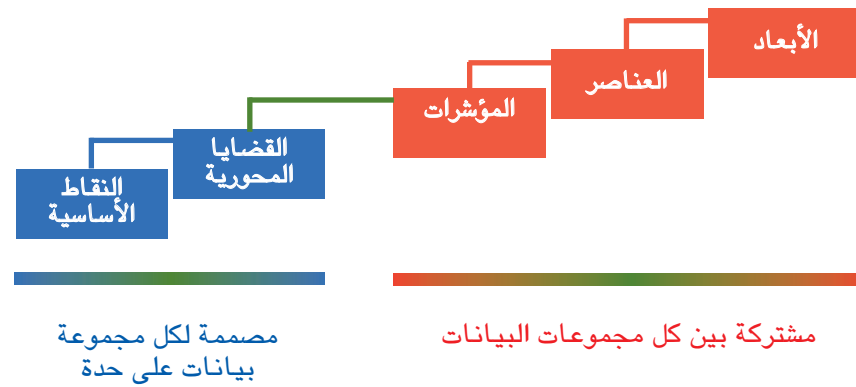 الأبعاد
العناصر
المؤشرات
القضايا
المحورية
النقاط
الأساسية
مشتركة بين كل مجموعات البيانات
مصممة لكل مجموعة
بيانات على حدة